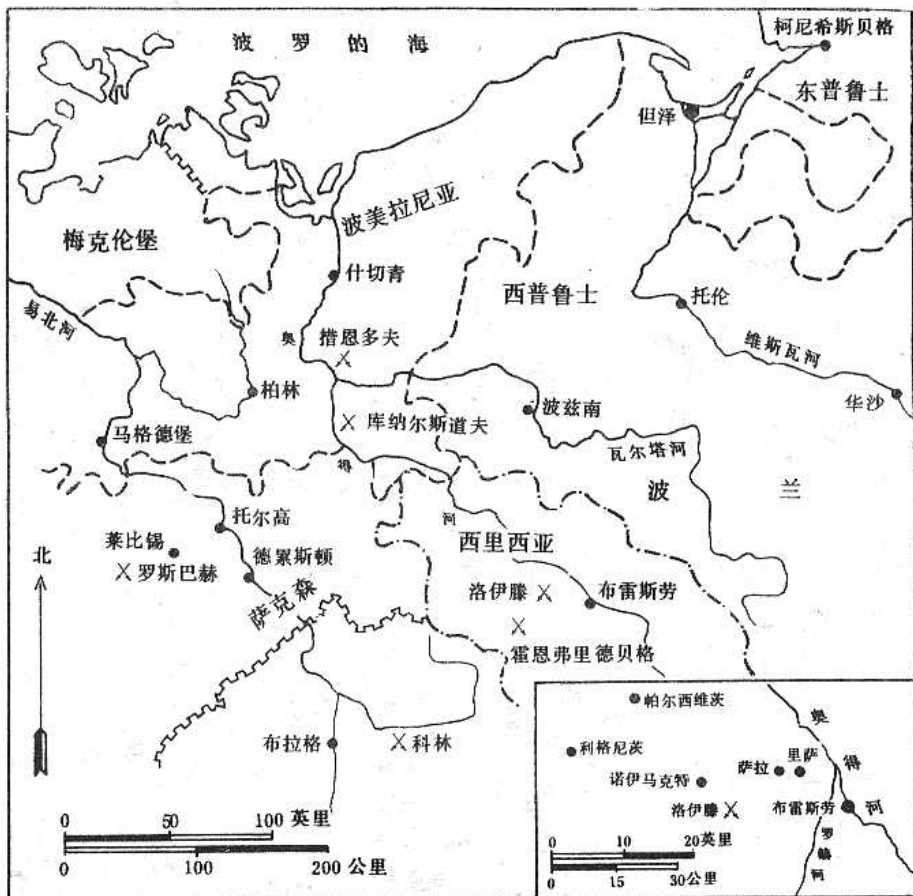 波罗的海
柯尼希斯贝格
东普鲁士
但泽
波美拉尼亚
梅克伦堡
什切青
西普鲁士
托伦
易北河
奥
措恩多夫
维斯瓦河
柏林
波兹南
华沙
库纳尔斯道夫
马格德堡
瓦尔塔河
波兰
托尔高
河
西里西亚
莱比锡
北
罗斯巴赫
德累斯顿
洛伊滕
布雷斯劳
萨克森
霍恩弗里德贝格
布拉格
科林
0 50 100 英里
0 100 200 公里
帕尔西维茨
奥得河
利格尼茨
里萨
萨拉
诺伊马克特
洛伊滕
布雷斯劳
0 10 20
英里
0 15 30
公里